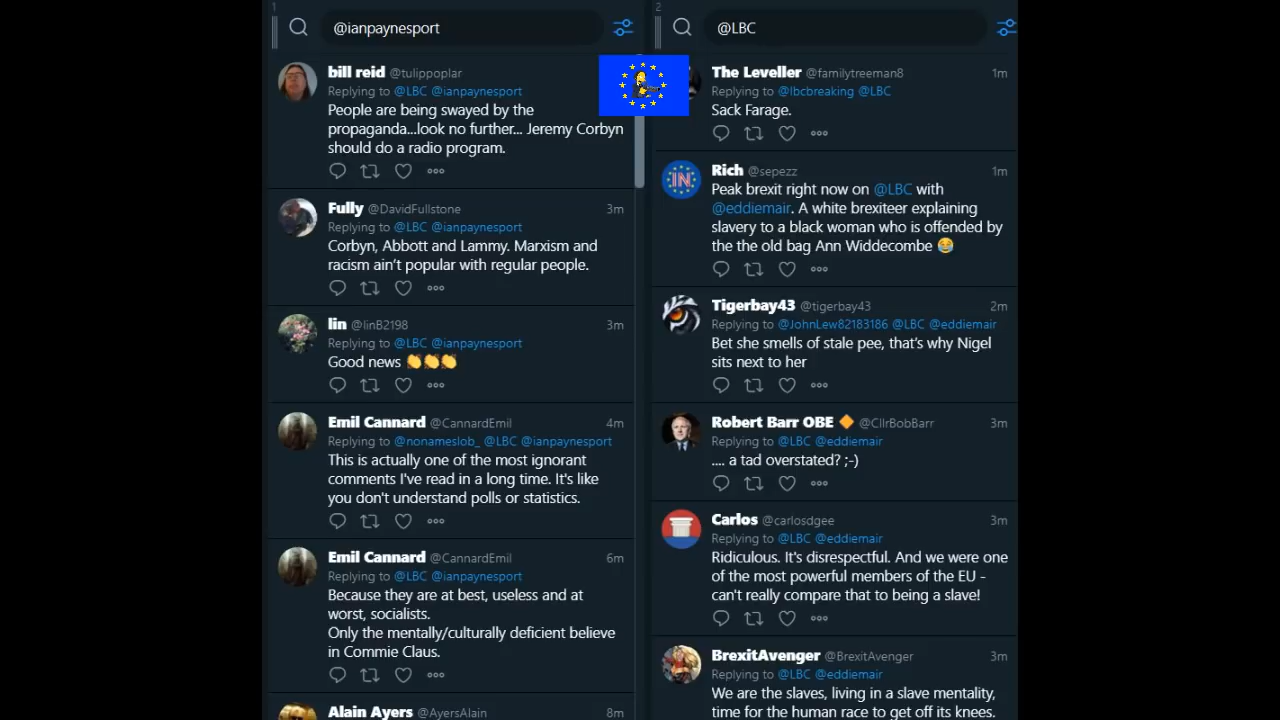 1
@ianpaynesport
bill reid @tulippoplar
Replying to @LBC @ianpaynesport
People are being swayed by the
propaganda...look no further... Jeremy Corbyn
should do a radio program.
Fully @DavidFullstone 3m
Replying to @LBC @ianpaynesport
Corbyn, Abbott and Lammy. Marxism and
racism ain’t popular with regular people.
lin @linB2198 3m
Replying to @LBC @ianpaynesport
Good news 👏👏👏
Emil Cannard @CannardEmil 4m
Replying to @nonameslob_ @LBC @ianpaynesport
This is actually one of the most ignorant
comments I've read in a long time. It's like
you don't understand polls or statistics.
Emil Cannard @CannardEmil 6m
Replying to @LBC @ianpaynesport
Because they are at best, useless and at
worst, socialists.
Only the mentally/culturally deficient believe
in Commie Claus.
Alain Ayers @AyersAlain 8m
2
@LBC
The Leveller @familytreeman8 1m
Replying to @lbcbreaking @LBC
Sack Farage.
Rich @sepezz 1m
Peak brexit right now on @LBC with
@eddiemair. A white brexiteer explaining
slavery to a black woman who is offended by
the the old bag Ann Widdecombe 😂
IN
Tigerbay43 @tigerbay43 2m
Replying to @JohnLew82183186 @LBC @eddiemair
Bet she smells of stale pee, that’s why Nigel
sits next to her
Robert Barr OBE 🔶 @CllrBobBarr 3m
Replying to @LBC @eddiemair
.... a tad overstated? ;-)
Carlos @carlosdgee 3m
Replying to @LBC @eddiemair
Ridiculous. It's disrespectful. And we were one
of the most powerful members of the EU -
can't really compare that to being a slave!
BrexitAvenger @BrexitAvenger 3m
Replying to @LBC @eddiemair
We are the slaves, living in a slave mentality,
time for the human race to get off its knees.